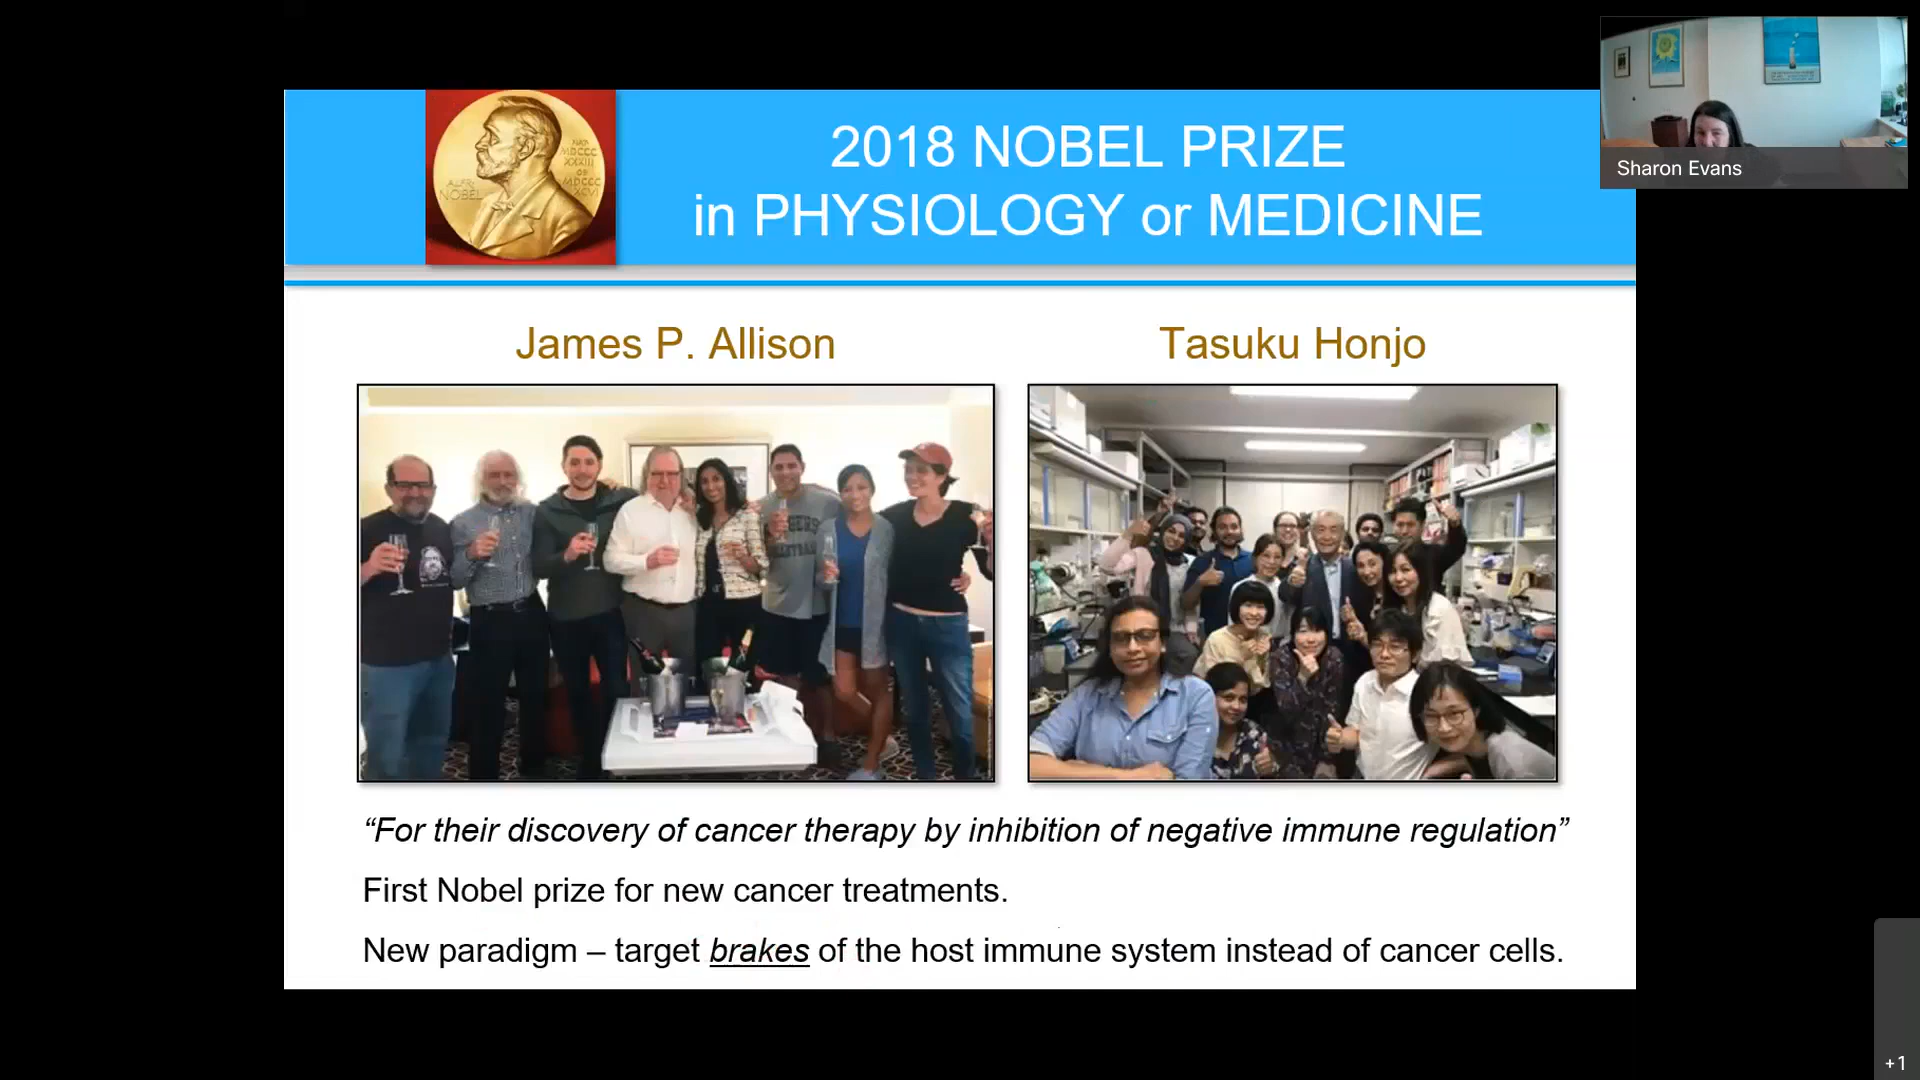 2018 NOBEL PRIZE
in PHYSIOLOGY or MEDICINE
Sharon Evans
James P. Allison
Tasuku Honjo
“For their discovery of cancer therapy by inhibition of negative immune regulation”
First Nobel prize for new cancer treatments.
New paradigm – target brakes of the host immune system instead of cancer cells.
+1